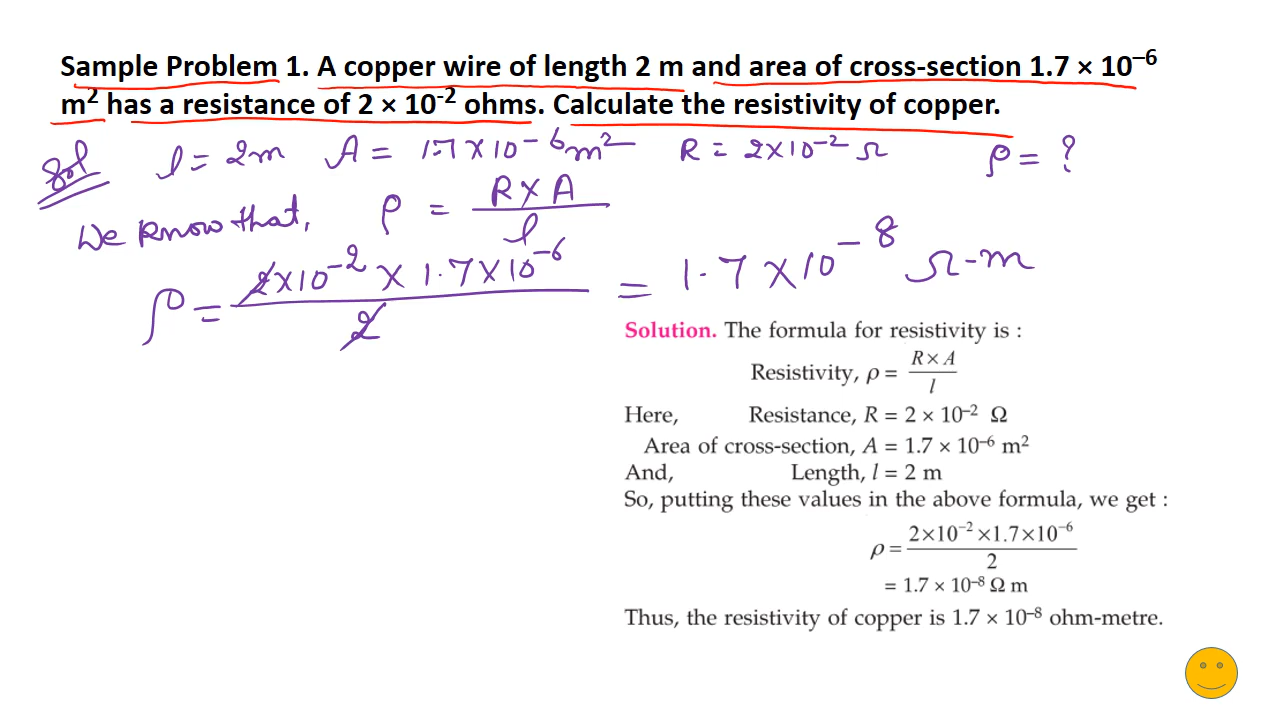 Sample Problem 1. A copper wire of length 2 m and area of cross-section 1.7 × 10⁻⁶
m² has a resistance of 2 × 10⁻² ohms. Calculate the resistivity of copper.
Sol l = 2m A = 1.7 × 10⁻⁶ m² R = 2×10⁻² Ω ρ = ?
We know that, ρ = R × A / l
ρ = 2×10⁻² × 1.7 × 10⁻⁶ / 2 = 1.7 × 10⁻⁸ Ω-m
Solution. The formula for resistivity is :
Resistivity, ρ = R × A / l
Here, Resistance, R = 2 × 10⁻² Ω
Area of cross-section, A = 1.7 × 10⁻⁶ m²
And, Length, l = 2 m
So, putting these values in the above formula, we get :
ρ = 2×10⁻² ×1.7×10⁻⁶ / 2
= 1.7 × 10⁻⁸ Ω m
Thus, the resistivity of copper is 1.7 × 10⁻⁸ ohm-metre.